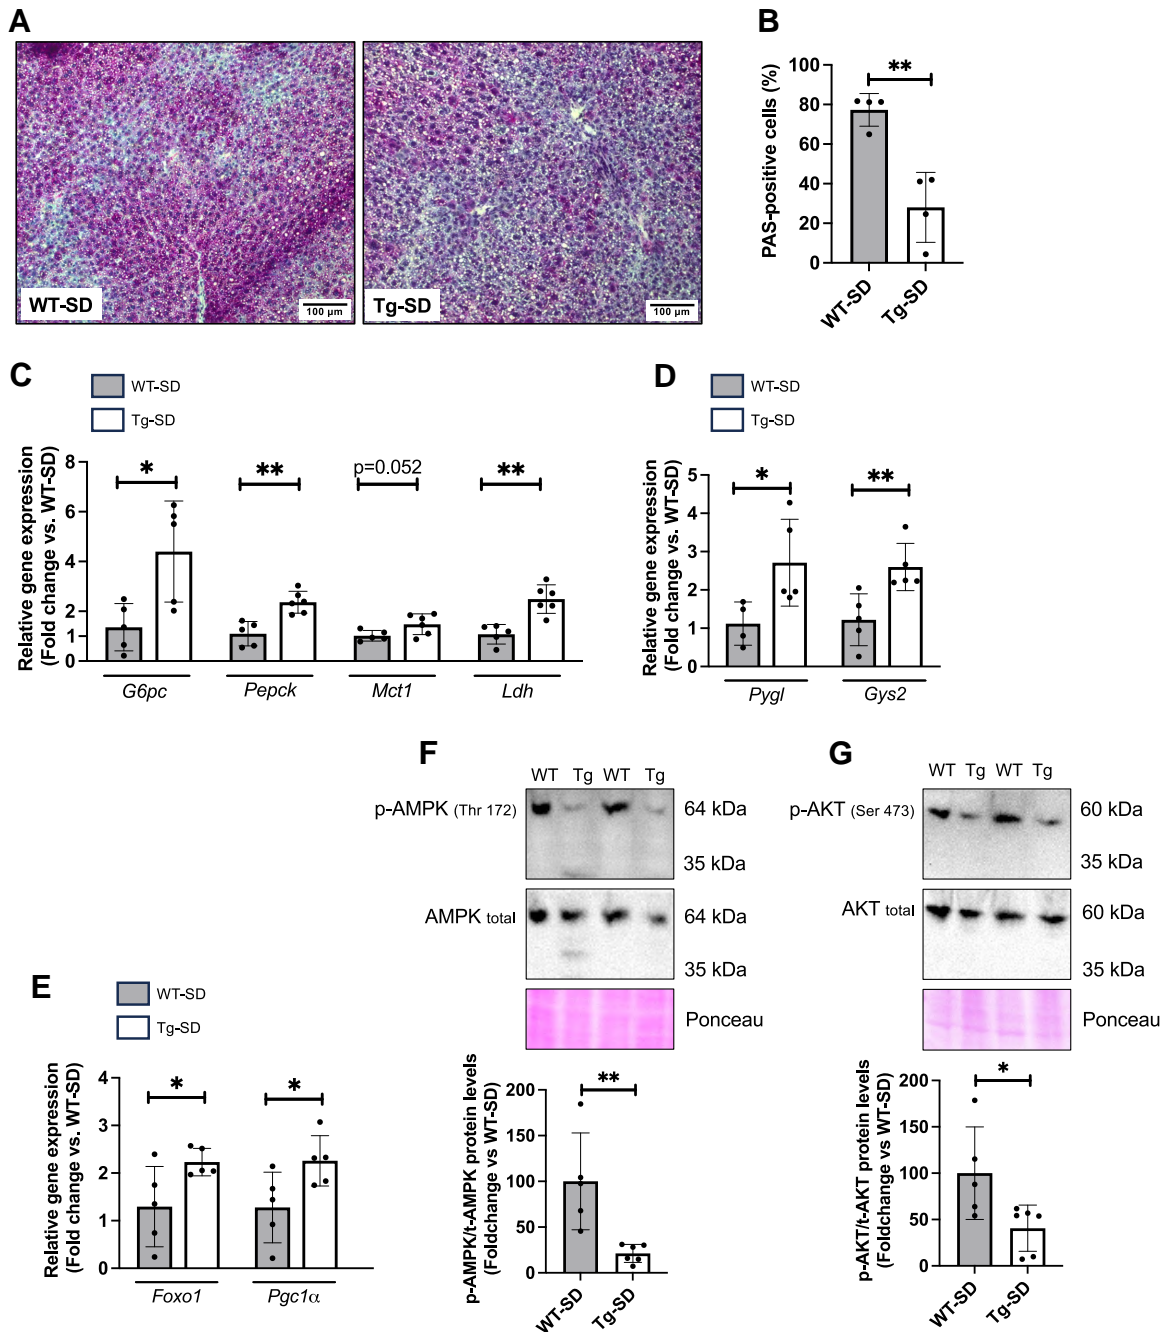 A
WT-SD
100 µm
Tg-SD
100 µm
B
PAS-positive cells (%)
100
80
60
40
20
0
**
WT-SD
Tg-SD
C
WT-SD
Tg-SD
Relative gene expression
(Fold change vs. WT-SD)
8
6
4
2
1
0
*
**
p=0.052
**
G6pc
Pepck
Mct1
Ldh
D
WT-SD
Tg-SD
Relative gene expression
(Fold change vs. WT-SD)
5
4
3
2
1
0
*
**
Pygl
Gys2
E
WT-SD
Tg-SD
Relative gene expression
(Fold change vs. WT-SD)
4
3
2
1
0
*
*
Foxo1
Pgc1α
F
WT Tg WT Tg
p-AMPK (Thr 172)
64 kDa
35 kDa
AMPK total
64 kDa
35 kDa
Ponceau
p-AMPK/t-AMPK protein levels
(Foldchange vs WT-SD)
200
150
100
50
0
**
WT-SD
Tg-SD
G
WT Tg WT Tg
p-AKT (Ser 473)
60 kDa
35 kDa
AKT total
60 kDa
35 kDa
Ponceau
p-AKT/t-AKT protein levels
(Foldchange vs WT-SD)
200
150
100
50
0
*
WT-SD
Tg-SD